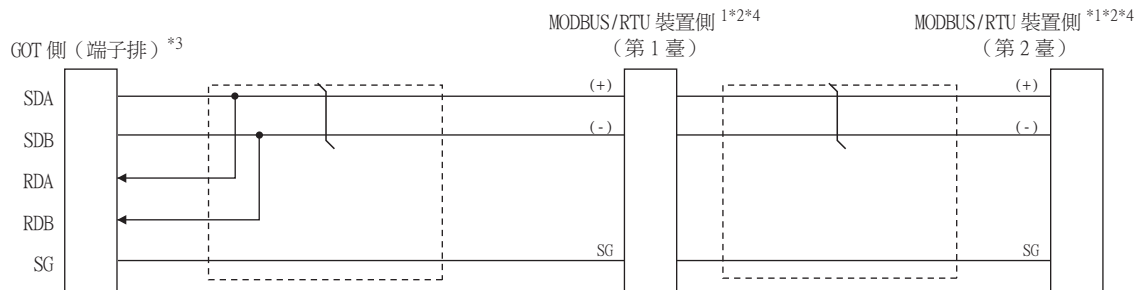 MODBUS/RTU 裝置側 1*2*4
(第 1 臺)
MODBUS/RTU 裝置側 *1*2*4
(第 2 臺)
GOT 側(端子排)*3
SDA
(+)
(+)
SDB
(-)
(-)
RDA
RDB
SG
SG
SG